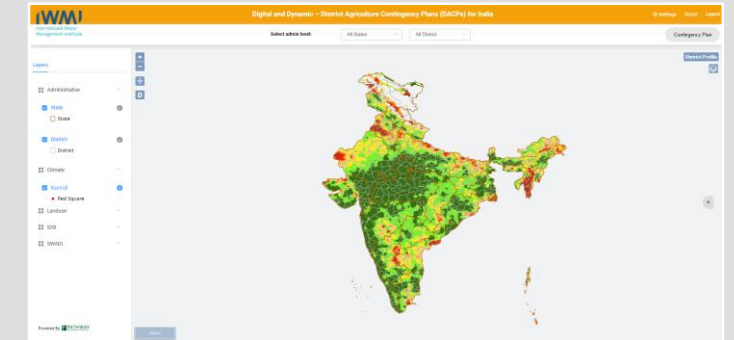 IWMI
Digital and Dynamic – District Agriculture Contingency Plans (DACPs) for India
Settings About Logout
International Water
Management Institute
Select admin level:
All States
All District
Contingency Plan
District Profile
Layers
Administrative
State
State
District
District
Climate
Rainfall
Red Square
Landuse
IDSI
SWADI
Powered By PATHWAY